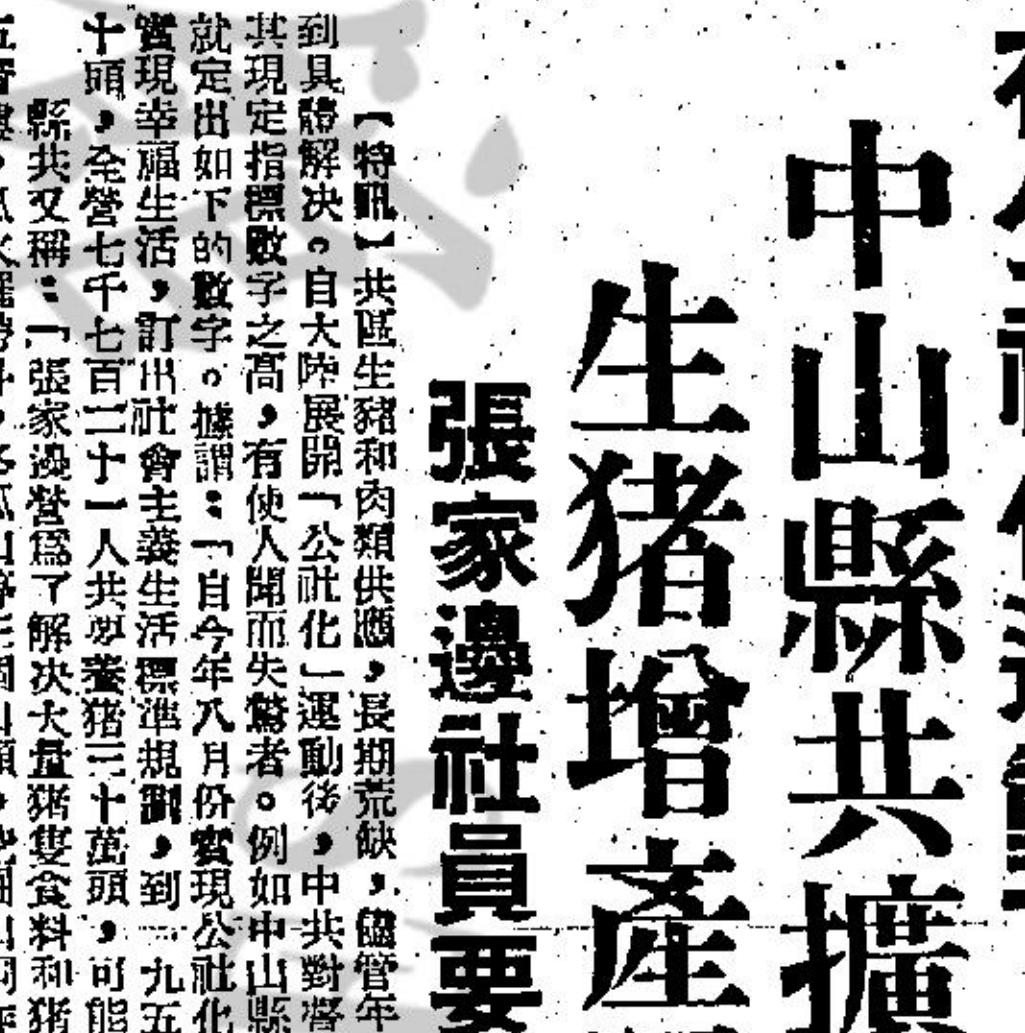 中山縣共擴
生猪增產
張家邊社員要
【特訊】共區生豬和肉類供應，長期荒缺，儘管年
到具體解决。自大陸展開「公社化」運動後，中共對營
其現定指標數字之高，有使人聞而失驚者。例如中山縣
就定出如下的數字。據謂：「自今年八月份實現公社化
實現幸福生活，訂出社會主義生活標準規劃，到一九五
十頭，全營七千七百二十一人共要養猪三十萬頭，可能
縣共又稱：「張家邊營爲了解决大量猪隻食料和猪